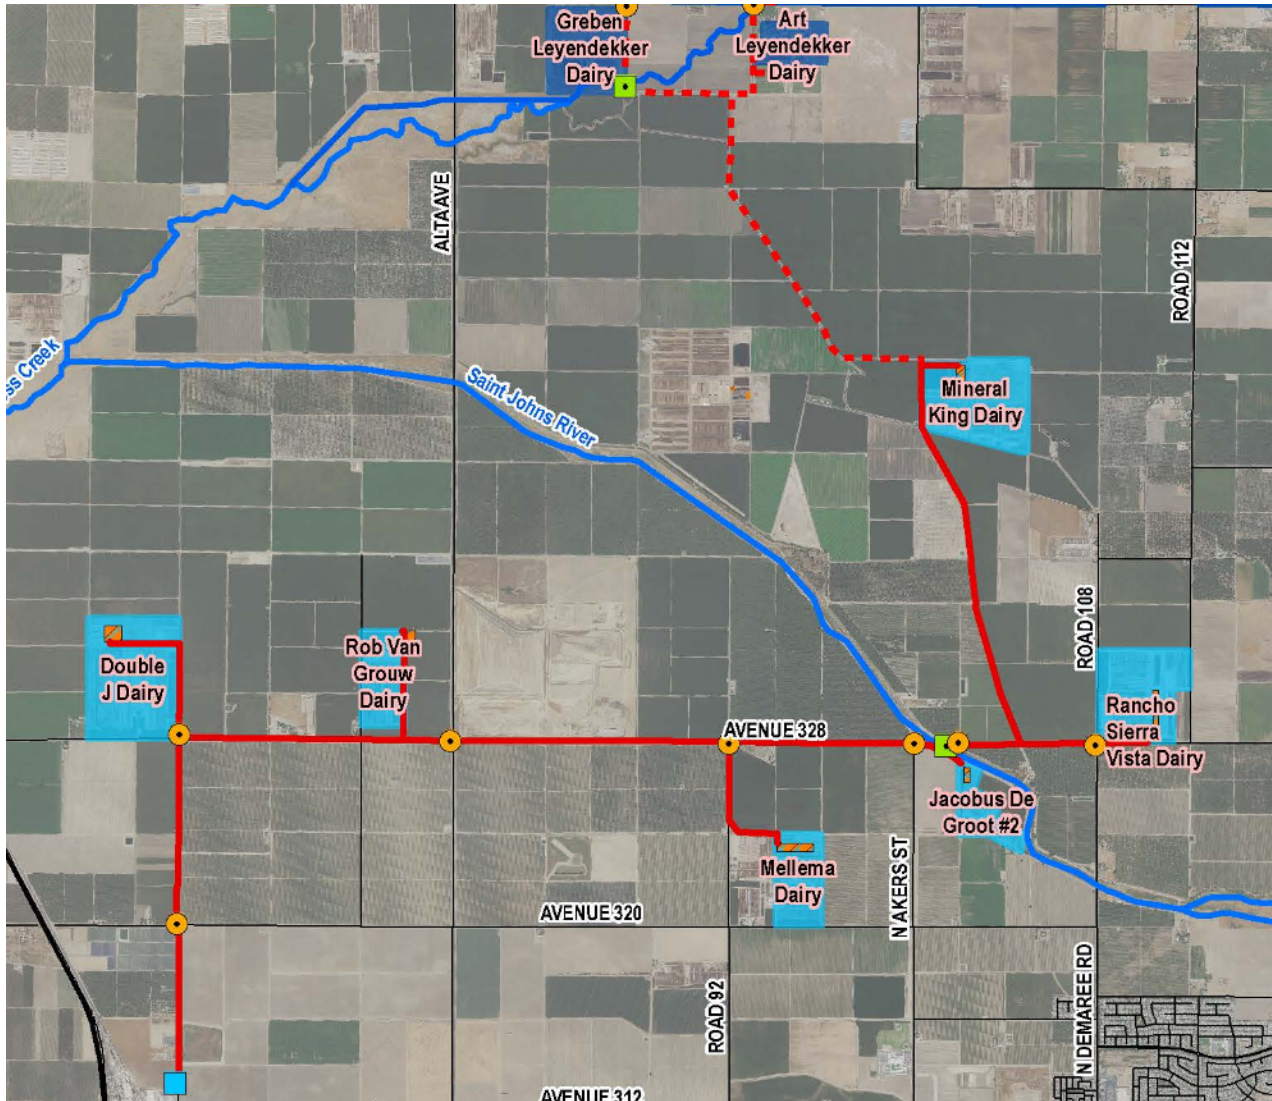 Greben
Leyendekker
Dairy
Art
Leyendekker
Dairy
ALTA AVE
ROAD 112
ss Creek
Saint Johns River
Mineral
King Dairy
ROAD 108
Double
J Dairy
Rob Van
Grouw
Dairy
Rancho
Sierra
Vista Dairy
AVENUE 328
Jacobus De
Groot #2
Mellema
Dairy
N AKERS ST
AVENUE 320
ROAD 92
N DEMAREE RD
AVENUE 312